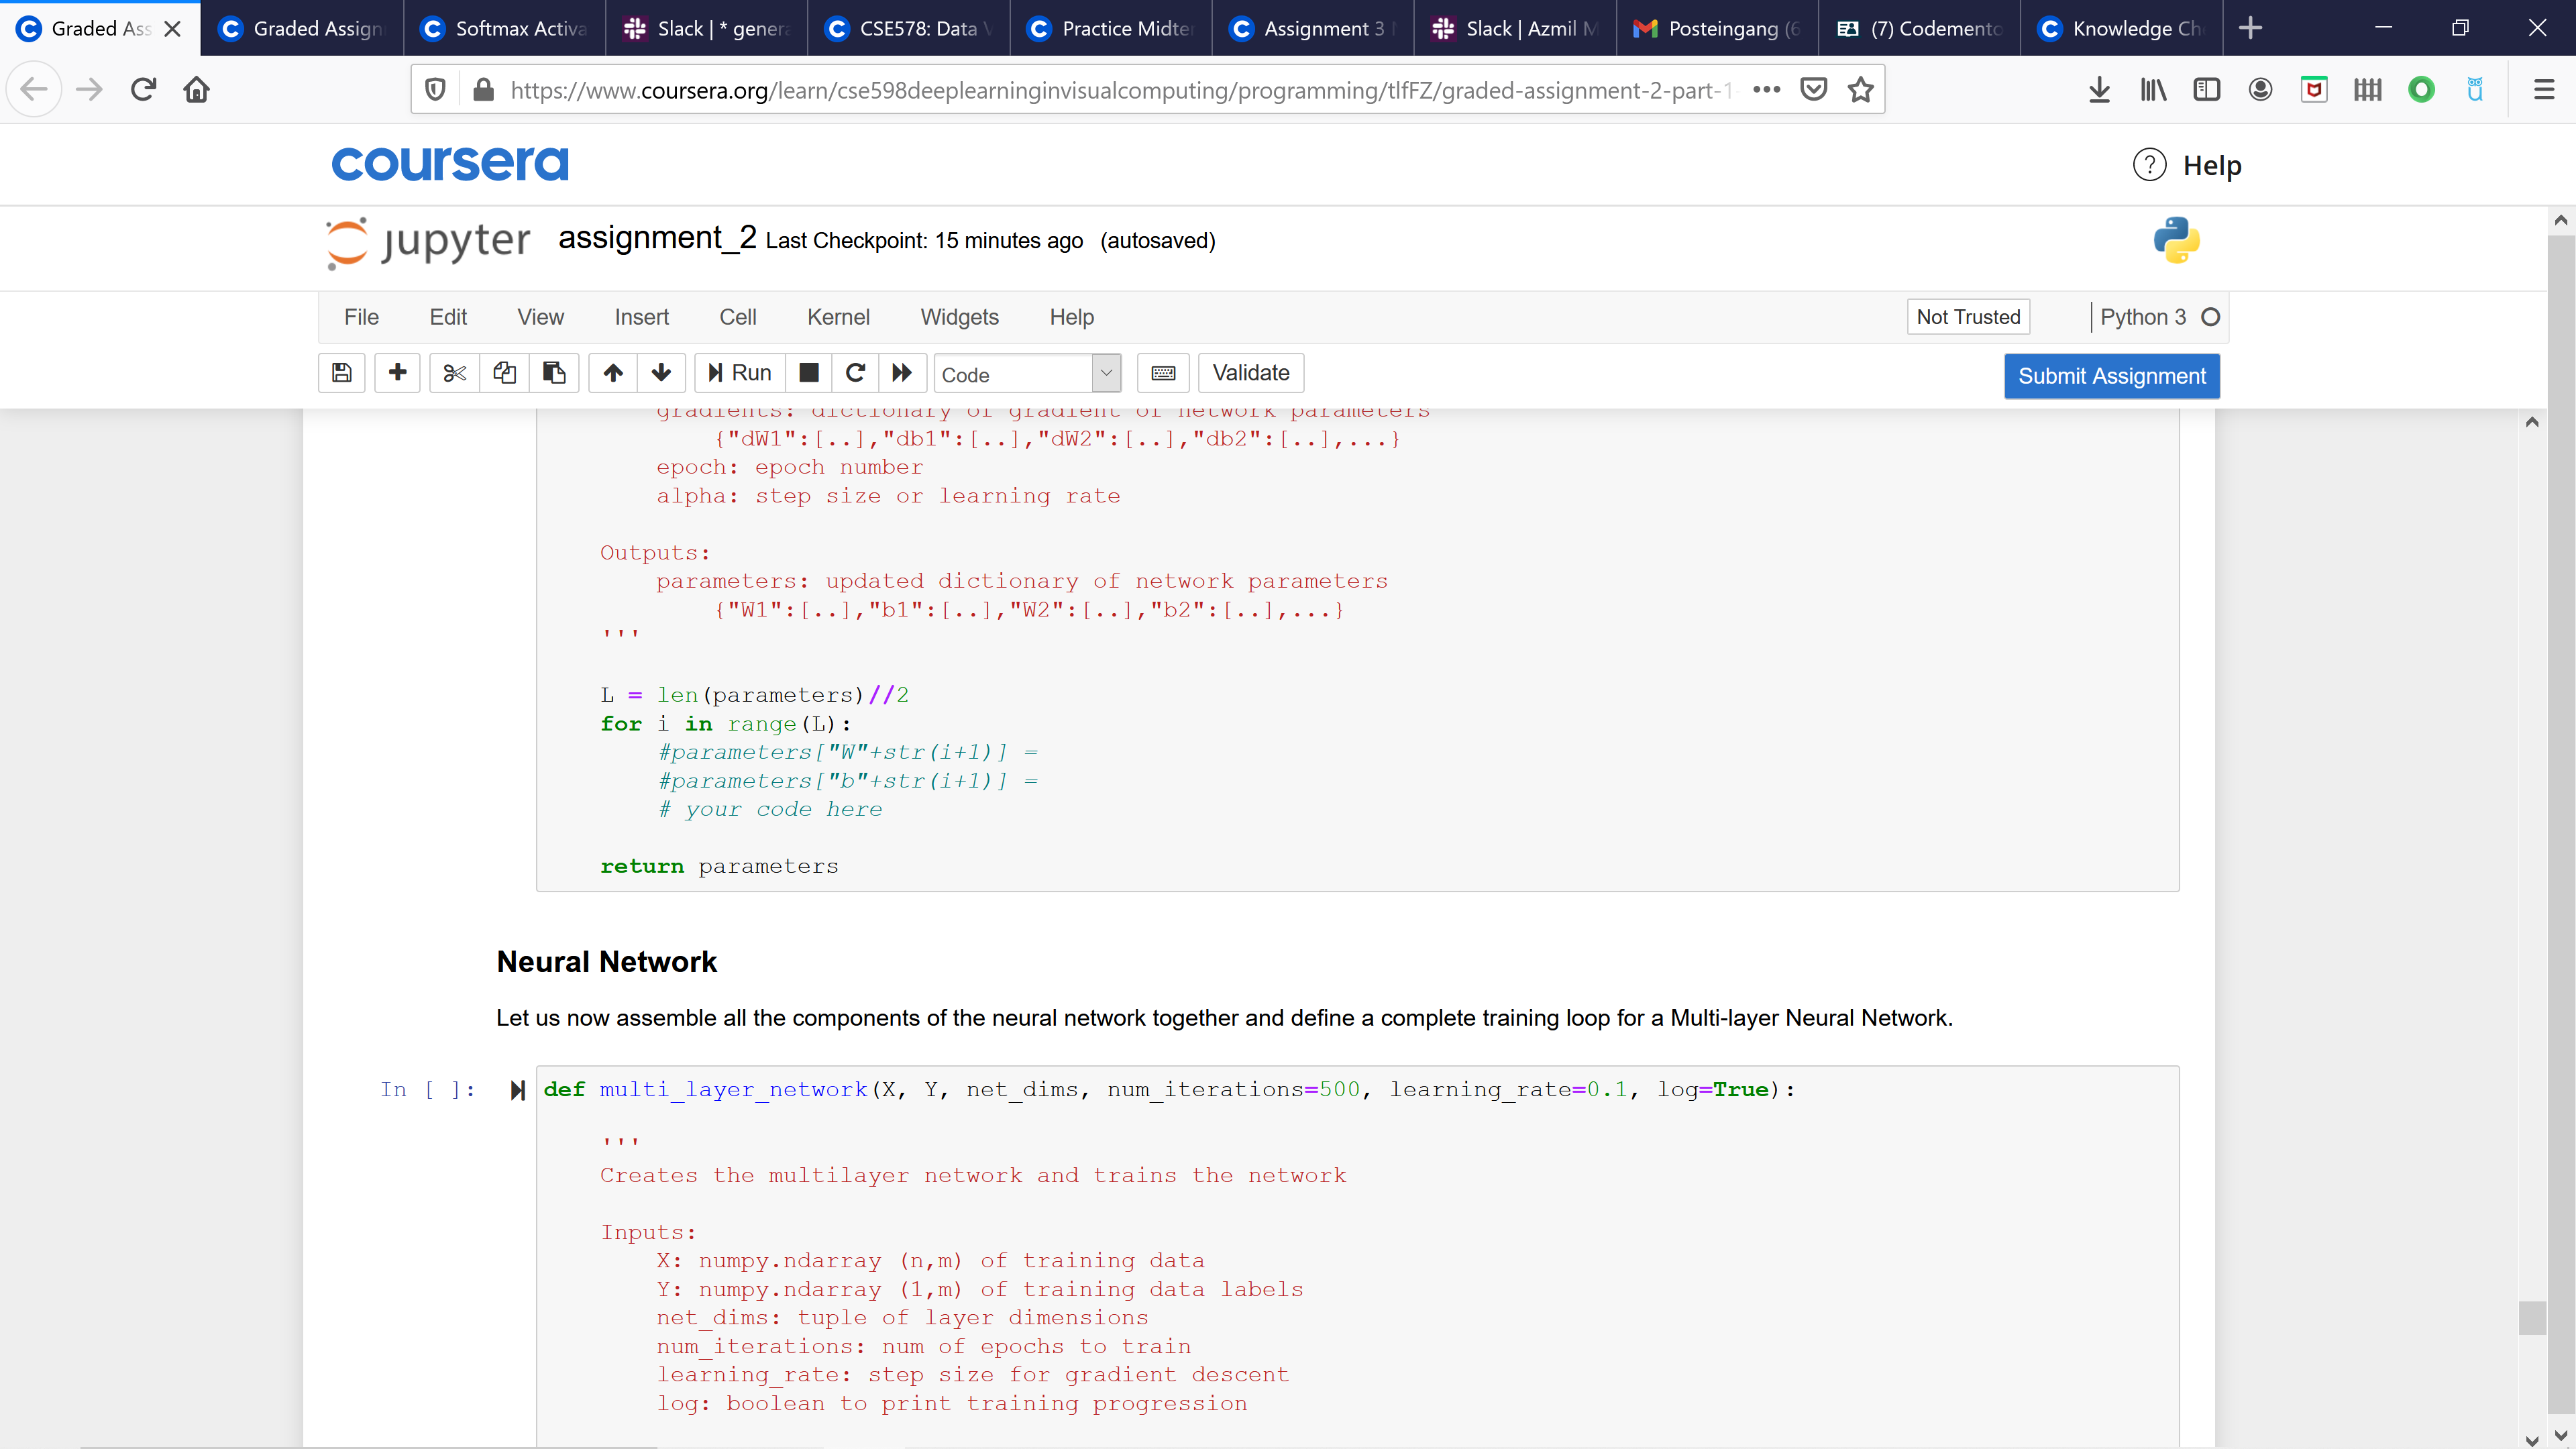 Graded Ass
Graded Assign
Softmax Activa
Slack | * genera
CSE578: Data V
Practice Midter
Assignment 3
Slack | Azmil M
Posteingang (6
(7) Codemento
Knowledge Ch
https://www.coursera.org/learn/cse598deeplearninginvisualcomputing/programming/tlfFZ/graded-assignment-2-part-1-
coursera
Help
jupyter assignment_2 Last Checkpoint: 15 minutes ago (autosaved)
File Edit View Insert Cell Kernel Widgets Help
Not Trusted
Python 3
Run
Code
Validate
Submit Assignment
gradients: dictionary of gradient of network parameters
{"dW1":[..],"db1":[..],"dW2":[..],"db2":[..],...}
epoch: epoch number
alpha: step size or learning rate
Outputs:
parameters: updated dictionary of network parameters
{"W1":[..],"b1":[..],"W2":[..],"b2":[..],...}
'''
L = len(parameters)//2
for i in range(L):
#parameters["W"+str(i+1)] =
#parameters["b"+str(i+1)] =
# your code here
return parameters
Neural Network
Let us now assemble all the components of the neural network together and define a complete training loop for a Multi-layer Neural Network.
In [ ]:
def multi_layer_network(X, Y, net_dims, num_iterations=500, learning_rate=0.1, log=True):
'''
Creates the multilayer network and trains the network
Inputs:
X: numpy.ndarray (n,m) of training data
Y: numpy.ndarray (1,m) of training data labels
net_dims: tuple of layer dimensions
num_iterations: num of epochs to train
learning_rate: step size for gradient descent
log: boolean to print training progression